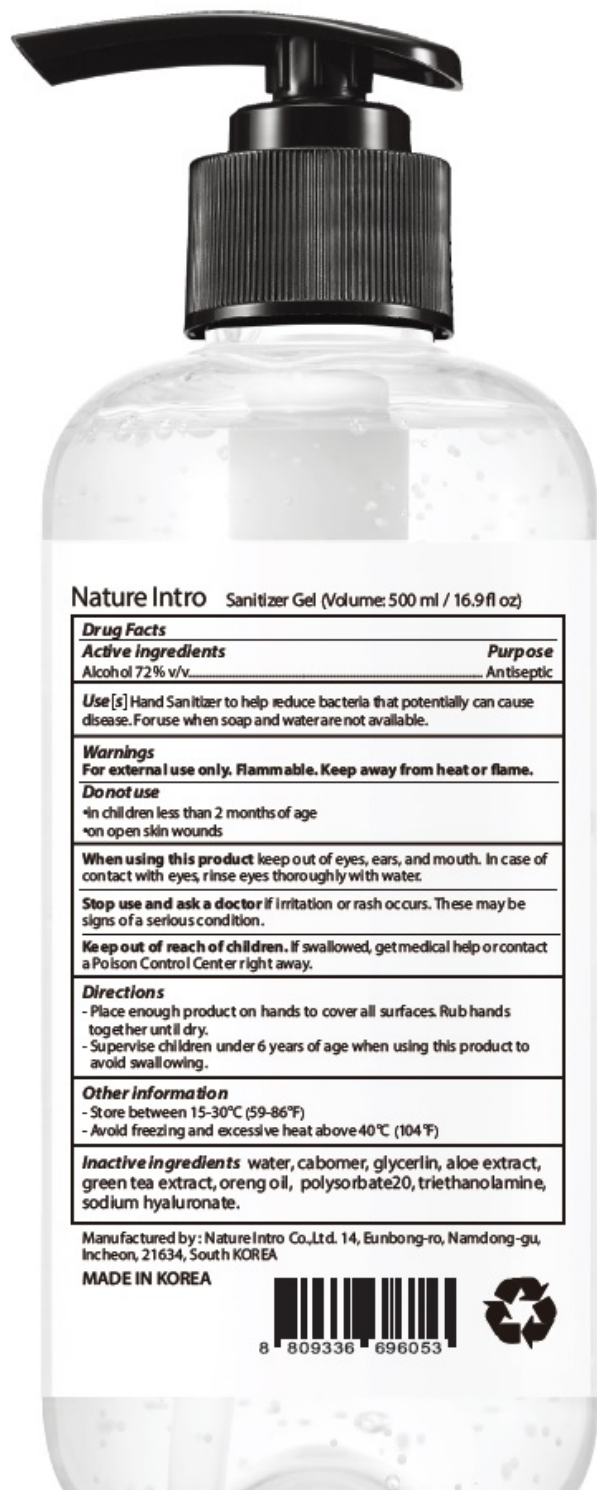 Nature Intro Sanitizer Gel (Volume: 500 ml / 16.9 fl oz)
Drug Facts
Active ingredients Purpose
Alcohol 72% v/v........................................................ Antiseptic
Use[s] Hand Sanitizer to help reduce bacteria that potentially can cause
disease. For use when soap and water are not available.
Warnings
For external use only. Flammable. Keep away from heat or flame.
Do not use
•in children less than 2 months of age
•on open skin wounds
When using this product keep out of eyes, ears, and mouth. In case of
contact with eyes, rinse eyes thoroughly with water.
Stop use and ask a doctor if irritation or rash occurs. These may be
signs of a serious condition.
Keep out of reach of children. If swallowed, get medical help or contact
a Poison Control Center right away.
Directions
- Place enough product on hands to cover all surfaces. Rub hands
together until dry.
- Supervise children under 6 years of age when using this product to
avoid swallowing.
Other information
- Store between 15-30°C (59-86°F)
- Avoid freezing and excessive heat above 40°C (104°F)
Inactive ingredients water, cabomer, glycerlin, aloe extract,
green tea extract, oreng oil, polysorbate20, triethanolamine,
sodium hyaluronate.
Manufactured by : Nature Intro Co.,Ltd. 14, Eunbong-ro, Namdong-gu,
Incheon, 21634, South KOREA
MADE IN KOREA
8 809336 696053